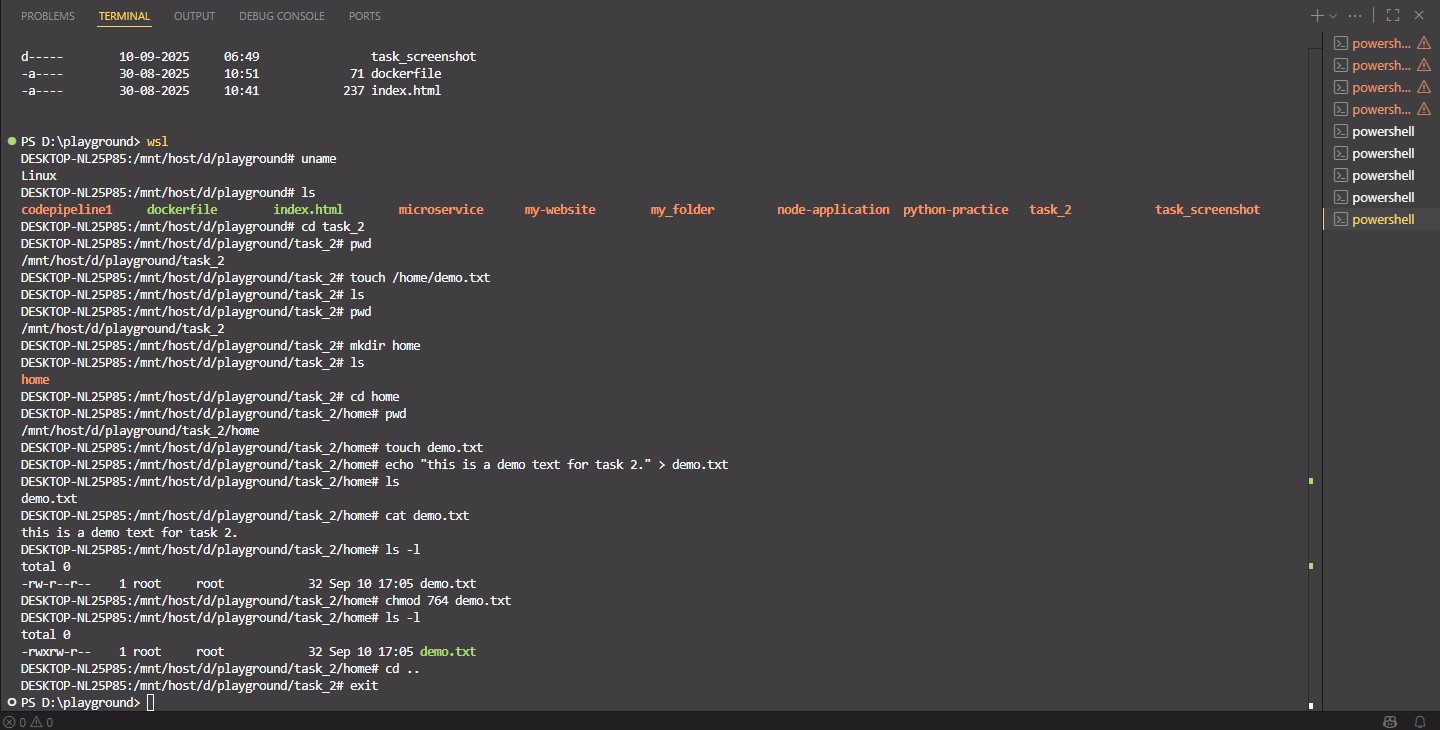 PROBLEMS TERMINAL OUTPUT DEBUG CONSOLE PORTS
d----- 10-09-2025 06:49 task_screenshot
-a---- 30-08-2025 10:51 71 dockerfile
-a---- 30-08-2025 10:41 237 index.html
PS D:\playground> wsl
DESKTOP-NL25P85:/mnt/host/d/playground# uname
Linux
DESKTOP-NL25P85:/mnt/host/d/playground# ls
codepipeline1 dockerfile index.html microservice my-website my_folder node-application python-practice task_2 task_screenshot
DESKTOP-NL25P85:/mnt/host/d/playground# cd task_2
DESKTOP-NL25P85:/mnt/host/d/playground/task_2# pwd
/mnt/host/d/playground/task_2
DESKTOP-NL25P85:/mnt/host/d/playground/task_2# touch /home/demo.txt
DESKTOP-NL25P85:/mnt/host/d/playground/task_2# ls
DESKTOP-NL25P85:/mnt/host/d/playground/task_2# pwd
/mnt/host/d/playground/task_2
DESKTOP-NL25P85:/mnt/host/d/playground/task_2# mkdir home
DESKTOP-NL25P85:/mnt/host/d/playground/task_2# ls
home
DESKTOP-NL25P85:/mnt/host/d/playground/task_2# cd home
DESKTOP-NL25P85:/mnt/host/d/playground/task_2/home# pwd
/mnt/host/d/playground/task_2/home
DESKTOP-NL25P85:/mnt/host/d/playground/task_2/home# touch demo.txt
DESKTOP-NL25P85:/mnt/host/d/playground/task_2/home# echo "this is a demo text for task 2." > demo.txt
DESKTOP-NL25P85:/mnt/host/d/playground/task_2/home# ls
demo.txt
DESKTOP-NL25P85:/mnt/host/d/playground/task_2/home# cat demo.txt
this is a demo text for task 2.
DESKTOP-NL25P85:/mnt/host/d/playground/task_2/home# ls -l
total 0
-rw-r--r-- 1 root root 32 Sep 10 17:05 demo.txt
DESKTOP-NL25P85:/mnt/host/d/playground/task_2/home# chmod 764 demo.txt
DESKTOP-NL25P85:/mnt/host/d/playground/task_2/home# ls -l
total 0
-rwxrw-r-- 1 root root 32 Sep 10 17:05 demo.txt
DESKTOP-NL25P85:/mnt/host/d/playground/task_2/home# cd ..
DESKTOP-NL25P85:/mnt/host/d/playground/task_2# exit
PS D:\playground>
powersh...
powersh...
powersh...
powersh...
powershell
powershell
powershell
powershell
powershell
0 0